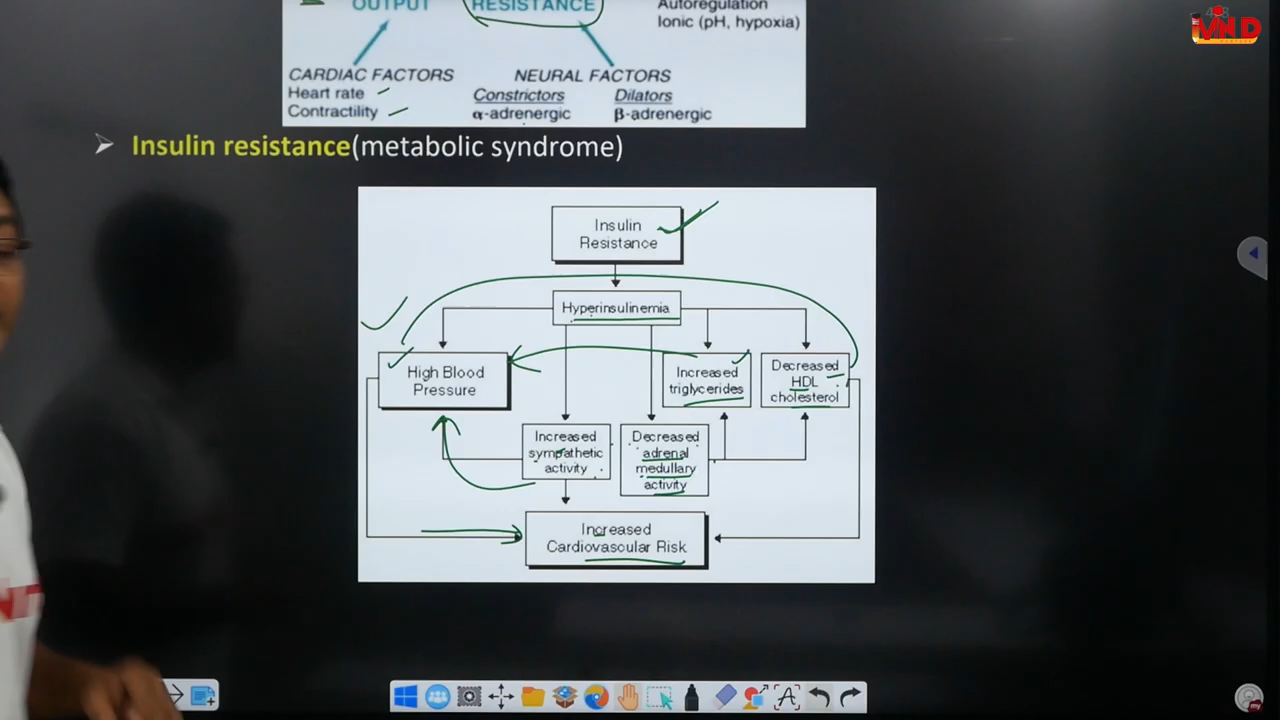 OUTPUT
RESISTANCE
Autoregulation
Ionic (pH, hypoxia)
CARDIAC FACTORS
Heart rate
Contractility
NEURAL FACTORS
Constrictors
α-adrenergic
Dilators
β-adrenergic
➢ Insulin resistance(metabolic syndrome)
Insulin
Resistance
Hyperinsulinemia
High Blood
Pressure
Increased
triglycerides
Decreased
HDL
cholesterol
Increased
sympathetic
activity
Decreased
adrenal
medullary
activity
Increased
Cardiovascular Risk